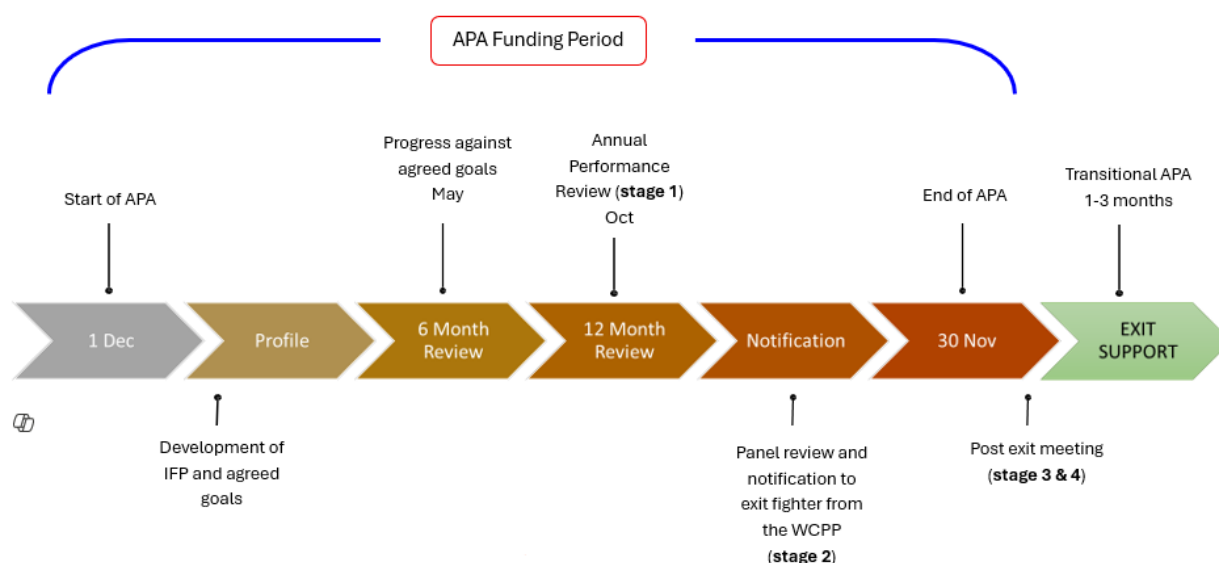 APA Funding Period
Start of APA
Progress against
agreed goals
May
Annual
Performance
Review (stage 1)
Oct
End of APA
Transitional APA
1-3 months
1 Dec
Profile
6 Month
Review
12 Month
Review
Notification
30 Nov
EXIT
SUPPORT
Development of
IFP and agreed
goals
Panel review and
notification to
exit fighter from
the WCPP
(stage 2)
Post exit meeting
(stage 3 & 4)